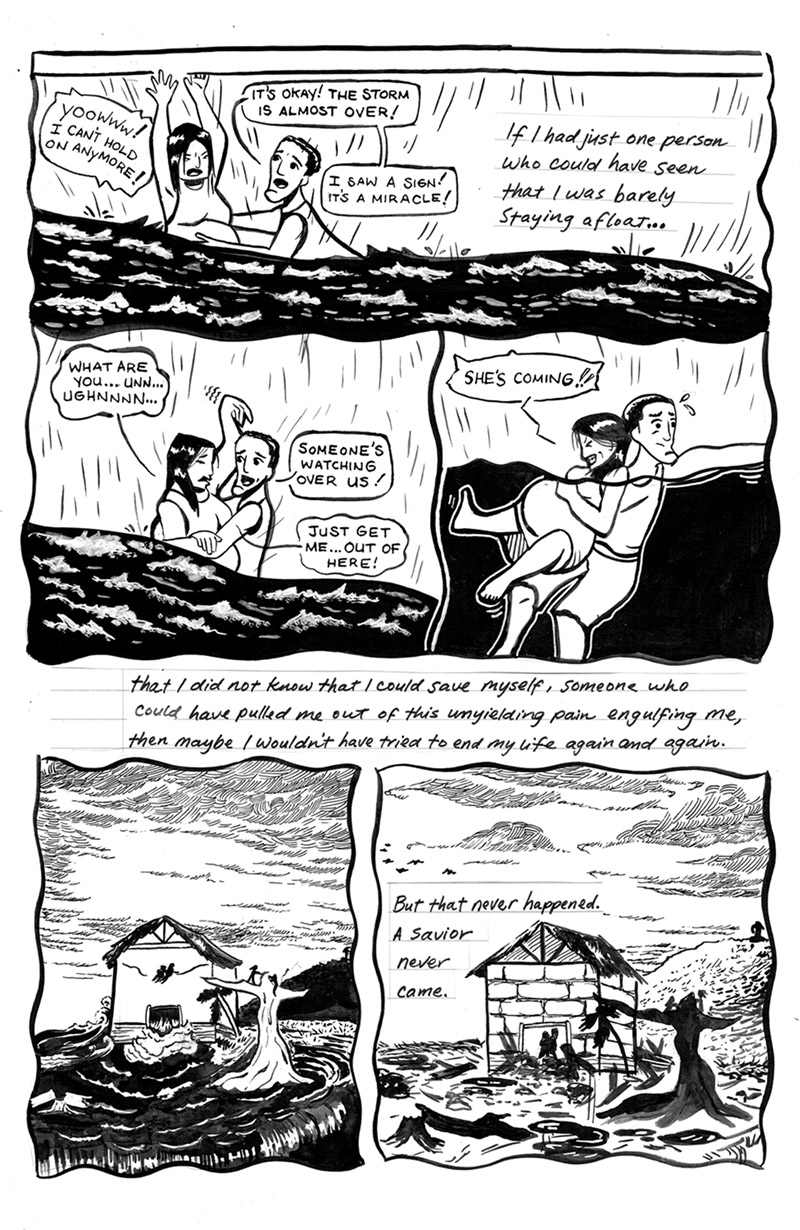 YOOWWW!
I CAN'T HOLD
ON ANYMORE!
IT'S OKAY! THE STORM
IS ALMOST OVER!
I SAW A SIGN!
IT'S A MIRACLE!
If I had just one person
who could have seen
that I was barely
staying afloat...
WHAT ARE
YOU... UNN...
UGHNNNN...
SOMEONE'S
WATCHING
OVER US!
JUST GET
ME...OUT OF
HERE!
SHE'S COMING!!
that I did not know that I could save myself, someone who
could have pulled me out of this unyielding pain engulfing me,
then maybe I wouldn't have tried to end my life again and again.
But that never happened.
A savior
never
came.